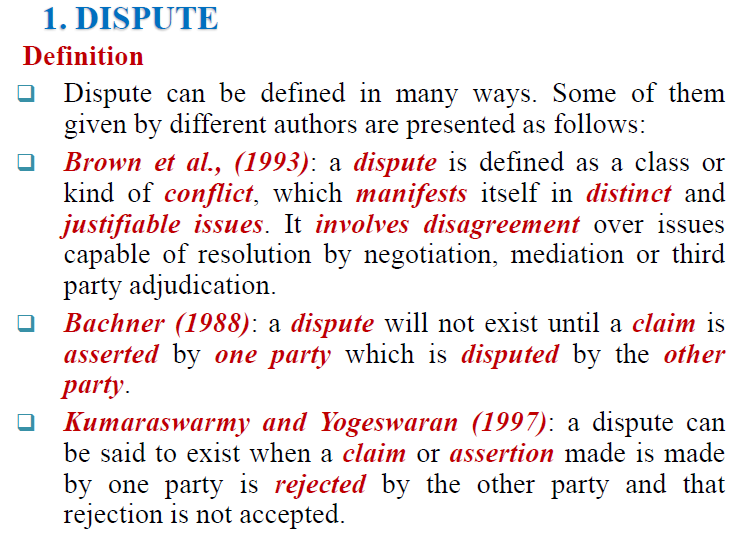 1. DISPUTE
Definition
❑ Dispute can be defined in many ways. Some of them
given by different authors are presented as follows:
❑ Brown et al., (1993): a dispute is defined as a class or
kind of conflict, which manifests itself in distinct and
justifiable issues. It involves disagreement over issues
capable of resolution by negotiation, mediation or third
party adjudication.
❑ Bachner (1988): a dispute will not exist until a claim is
asserted by one party which is disputed by the other
party.
❑ Kumaraswarmy and Yogeswaran (1997): a dispute can
be said to exist when a claim or assertion made is made
by one party is rejected by the other party and that
rejection is not accepted.